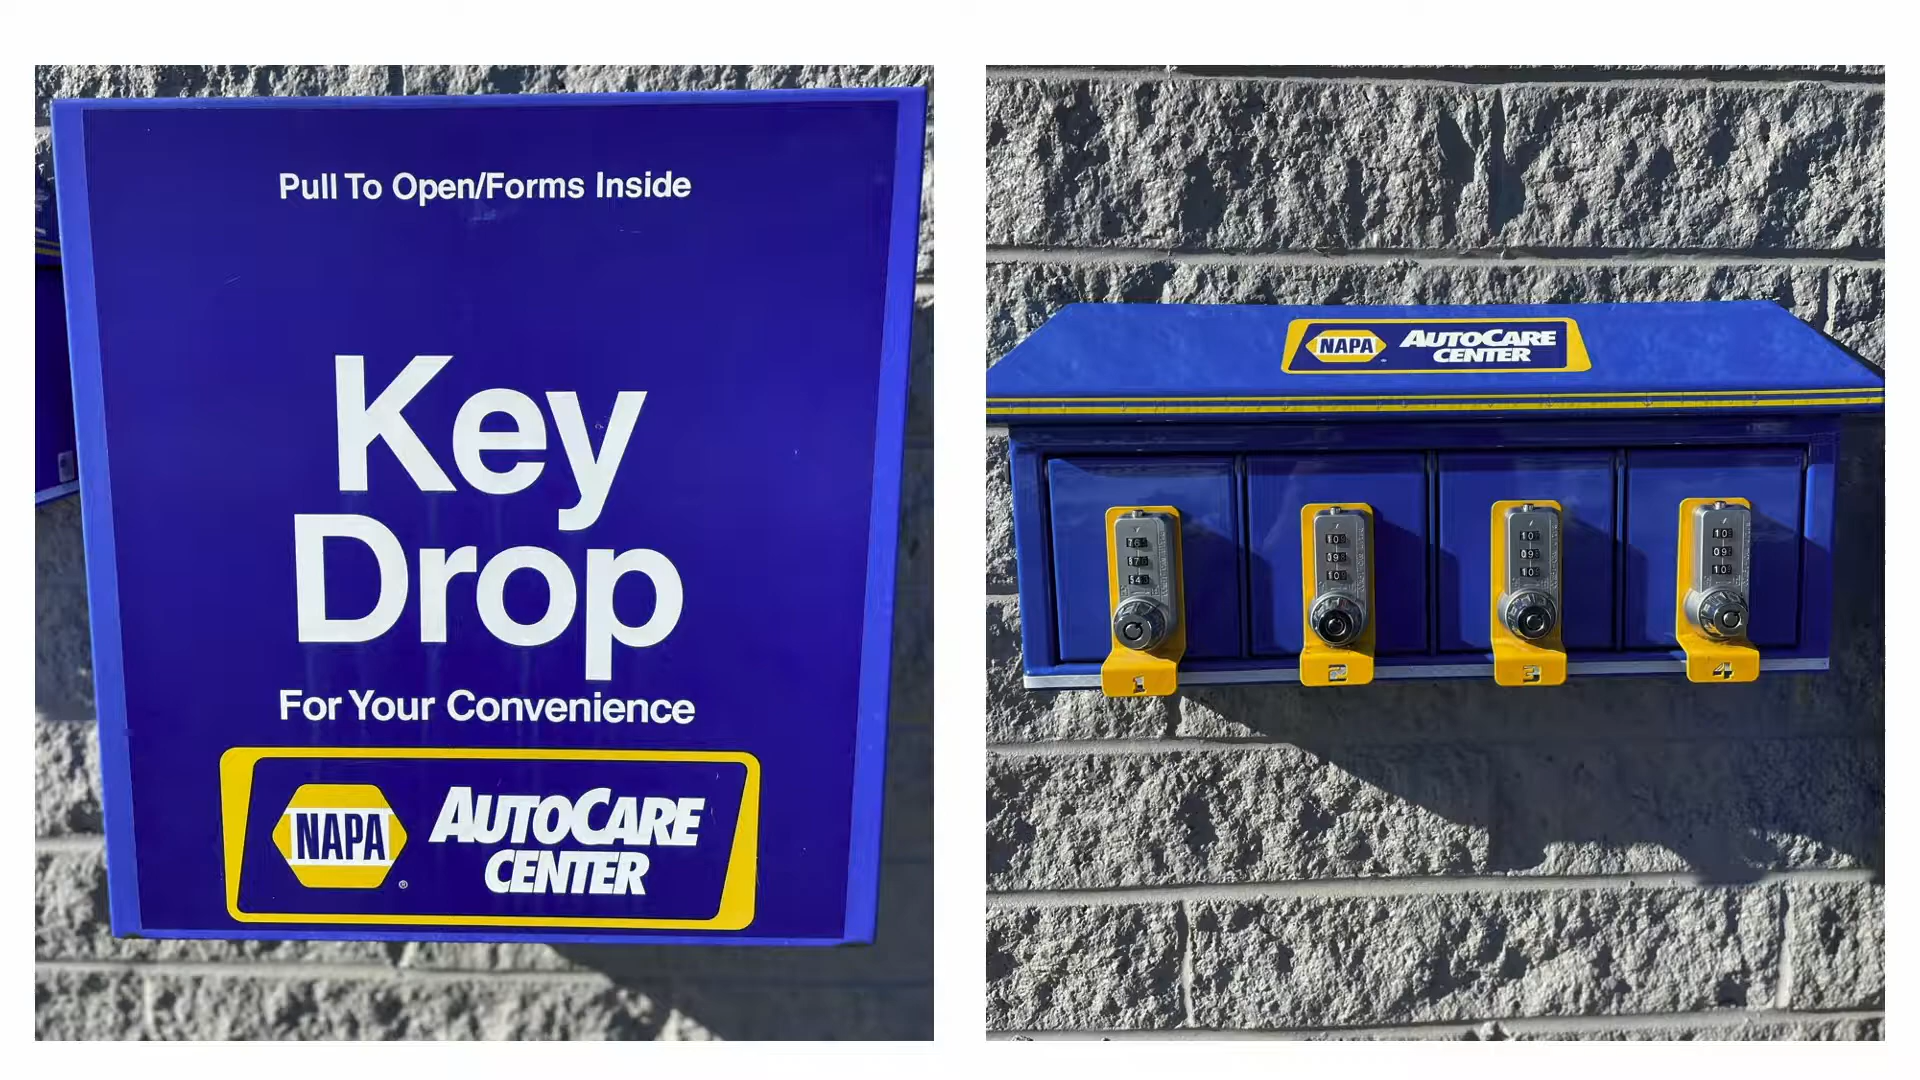 Pull To Open/Forms Inside
Key
Drop
For Your Convenience
NAPA
®
AUTOCARE
CENTER
NAPA
AUTOCARE
CENTER
1
2
3
4